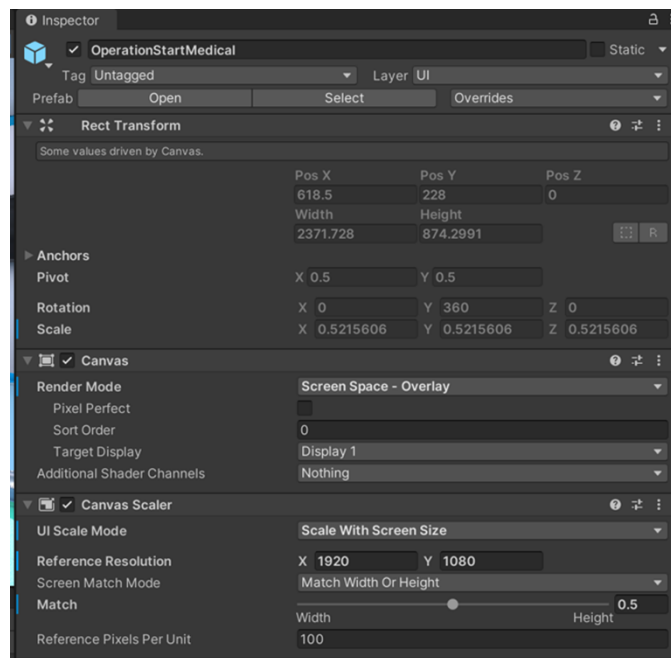 Inspector
OperationStartMedical Static
Tag Untagged Layer UI
Prefab Open Select Overrides
Rect Transform
Some values driven by Canvas.
Pos X Pos Y Pos Z
618.5 228 0
Width Height
2371.728 874.2991 R
Anchors
Pivot X 0.5 Y 0.5
Rotation X 0 Y 360 Z 0
Scale X 0.5215606 Y 0.5215606 Z 0.5215606
Canvas
Render Mode Screen Space - Overlay
Pixel Perfect
Sort Order 0
Target Display Display 1
Additional Shader Channels Nothing
Canvas Scaler
UI Scale Mode Scale With Screen Size
Reference Resolution X 1920 Y 1080
Screen Match Mode Match Width Or Height
Match 0.5
Width Height
Reference Pixels Per Unit 100